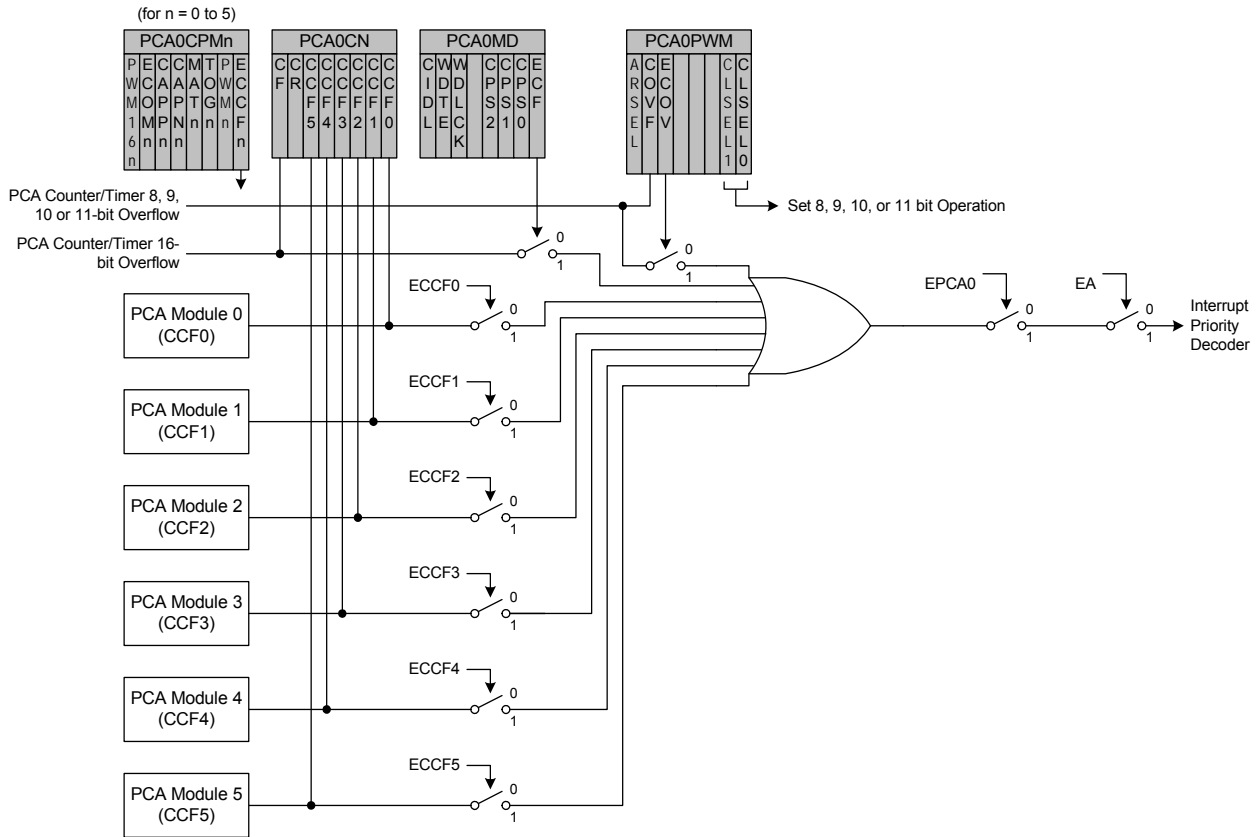 (for n = 0 to 5)
PCA0CPMn
PWM16n
ECOMn
CAPPn
CAPNn
MATn
TOGn
PWMn
ECCFn
PCA0CN
CF
CR
CCF5
CCF4
CCF3
CCF2
CCF1
CCF0
PCA0MD
CIDL
WDTE
WDLCK
CPS2
CPS1
CPS0
ECF
PCA0PWM
ARSEL
COVF
ECOV
CLSEL1
CLSEL0
PCA Counter/Timer 8, 9,
10 or 11-bit Overflow
Set 8, 9, 10, or 11 bit Operation
PCA Counter/Timer 16-
bit Overflow
0
1
0
1
PCA Module 0
(CCF0)
ECCF0
0
1
EPCA0
0
1
EA
0
1
Interrupt
Priority
Decoder
PCA Module 1
(CCF1)
ECCF1
0
1
PCA Module 2
(CCF2)
ECCF2
0
1
PCA Module 3
(CCF3)
ECCF3
0
1
PCA Module 4
(CCF4)
ECCF4
0
1
PCA Module 5
(CCF5)
ECCF5
0
1